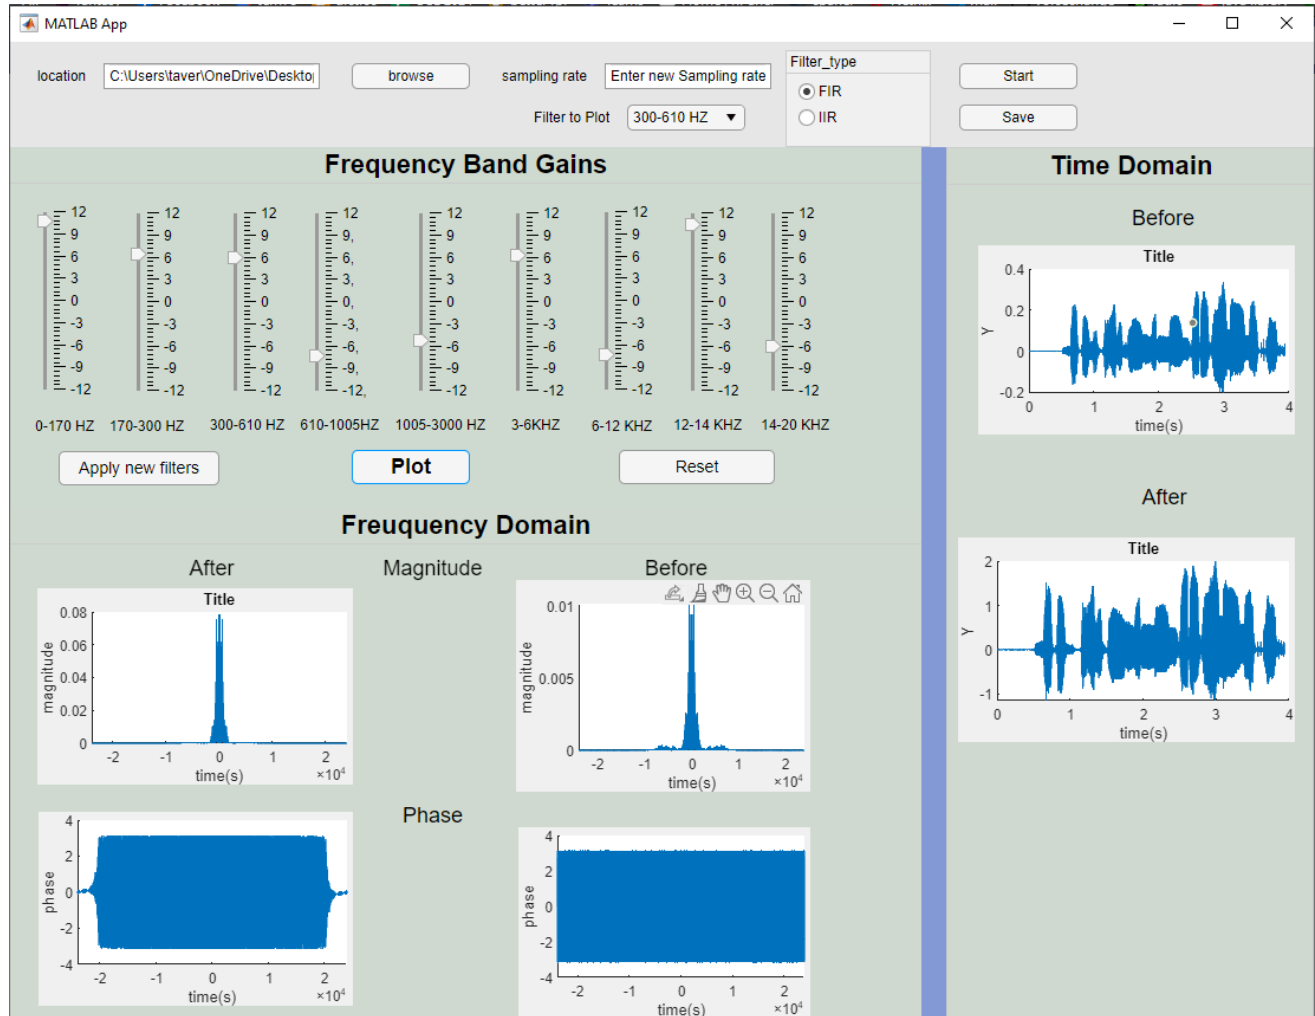 MATLAB App
location C:\Users\taver\OneDrive\Deskto browse sampling rate Enter new Sampling rate Filter_type Start
FIR
Filter to Plot 300-610 HZ IIR Save
Frequency Band Gains
12 12 12 12 12 12 12 12 12
9 9 9 9, 9 9 9 9 9
6 6 6 6, 6 6 6 6 6
3 3 3 3, 3 3 3 3 3
0 0 0 0, 0 0 0 0 0
-3 -3 -3 -3, -3 -3 -3 -3 -3
-6 -6 -6 -6, -6 -6 -6 -6 -6
-9 -9 -9 -9, -9 -9 -9 -9 -9
-12 -12 -12 -12, -12 -12 -12 -12 -12
0-170 HZ 170-300 HZ 300-610 HZ 610-1005HZ 1005-3000 HZ 3-6KHZ 6-12 KHZ 12-14 KHZ 14-20 KHZ
Apply new filters Plot Reset
Freuquency Domain
After Magnitude Before
Title
magnitude
0.08
0.06
0.04
0.02
0
-2 -1 0 1 2
time(s) ×10⁴
magnitude
0.01
0.005
0
-2 -1 0 1 2
time(s) ×10⁴
Phase
phase
4
2
0
-2
-4
-2 -1 0 1 2
time(s) ×10⁴
phase
4
2
0
-2
-4
-2 -1 0 1 2
time(s) ×10⁴
Time Domain
Before
Title
Y
0.4
0.2
0
-0.2
0 1 2 3 4
time(s)
After
Title
Y
2
1
0
-1
0 1 2 3 4
time(s)